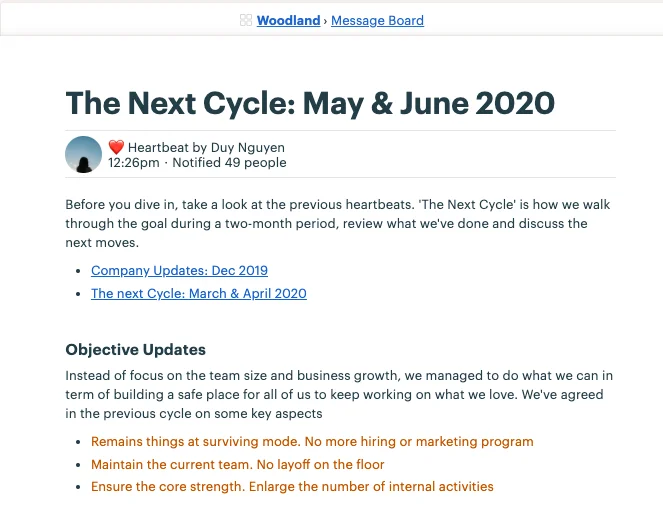 Woodland › Message Board
The Next Cycle: May & June 2020
❤️ Heartbeat by Duy Nguyen
12:26pm · Notified 49 people
Before you dive in, take a look at the previous heartbeats. 'The Next Cycle' is how we walk
through the goal during a two-month period, review what we've done and discuss the
next moves.
• Company Updates: Dec 2019
• The next Cycle: March & April 2020
Objective Updates
Instead of focus on the team size and business growth, we managed to do what we can in
term of building a safe place for all of us to keep working on what we love. We've agreed
in the previous cycle on some key aspects
• Remains things at surviving mode. No more hiring or marketing program
• Maintain the current team. No layoff on the floor
• Ensure the core strength. Enlarge the number of internal activities